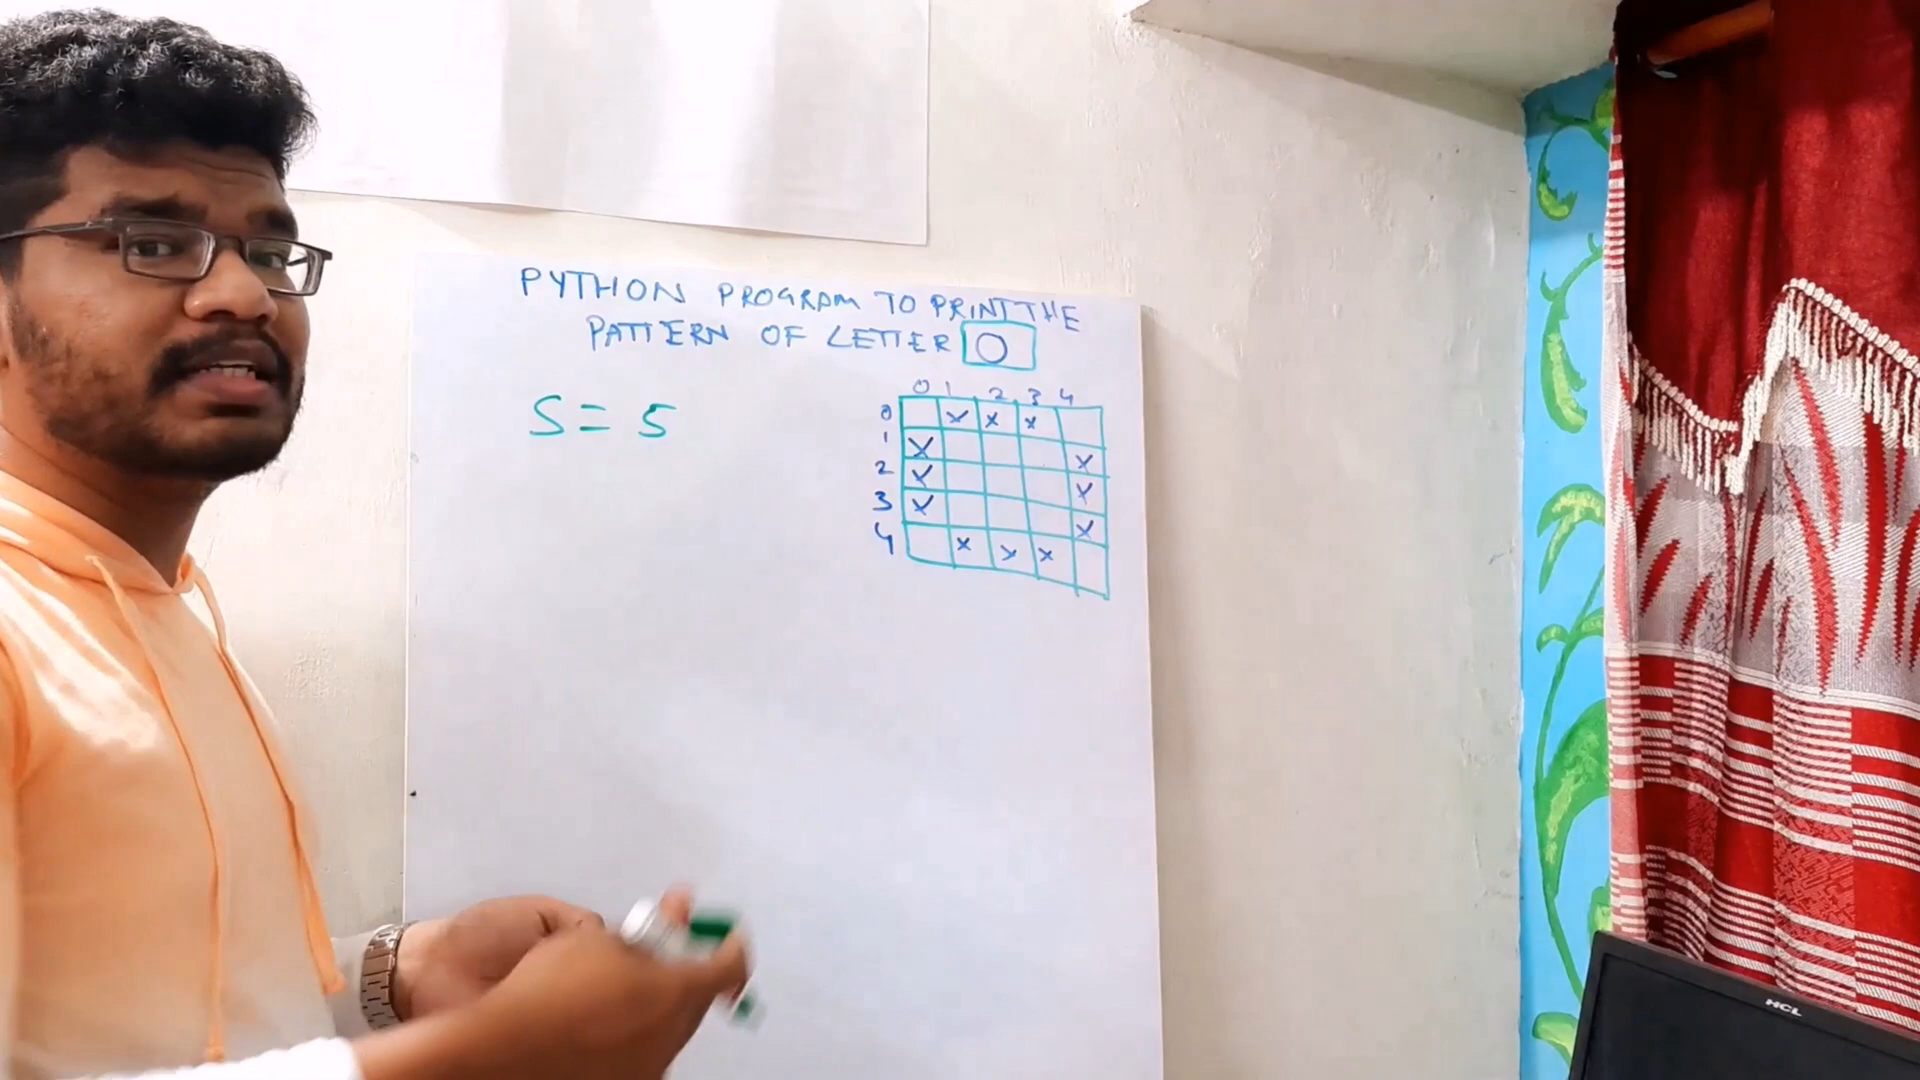 PYTHON PROGRAM TO PRINT THE
PATTERN OF LETTER O
S = 5
0 1 2 3 4
0 x x x
1 x x
2 x x
3 x x
4 x x x
HCL